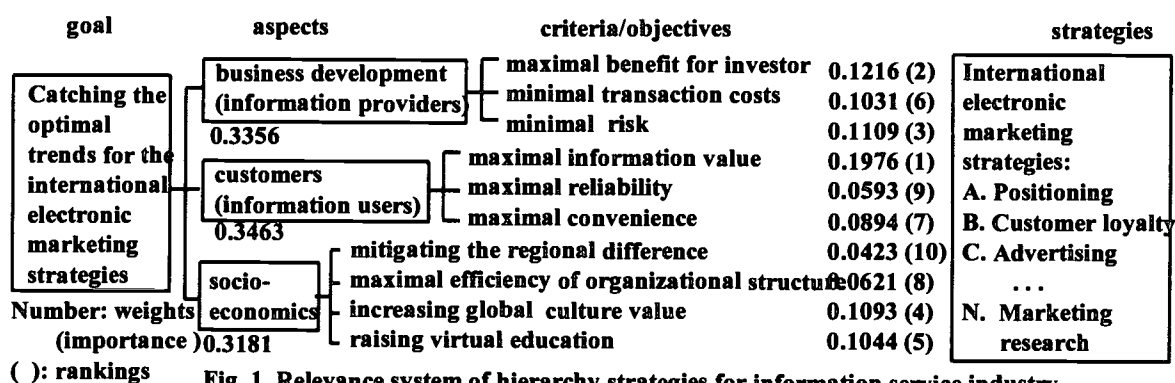 goal aspects criteria/objectives strategies
Catching the
optimal
trends for the
international
electronic
marketing
strategies
Number: weights
(importance )
( ): rankings
business development
(information providers)
0.3356
customers
(information users)
0.3463
socio-
economics
0.3181
maximal benefit for investor 0.1216 (2)
minimal transaction costs 0.1031 (6)
minimal risk 0.1109 (3)
maximal information value 0.1976 (1)
maximal reliability 0.0593 (9)
maximal convenience 0.0894 (7)
mitigating the regional difference 0.0423 (10)
maximal efficiency of organizational structure 0.0621 (8)
increasing global culture value 0.1093 (4)
raising virtual education 0.1044 (5)
International
electronic
marketing
strategies:
A. Positioning
B. Customer loyalty
C. Advertising
...
N. Marketing
research
Fig. 1. Relevance system of hierarchy strategies for information service industry